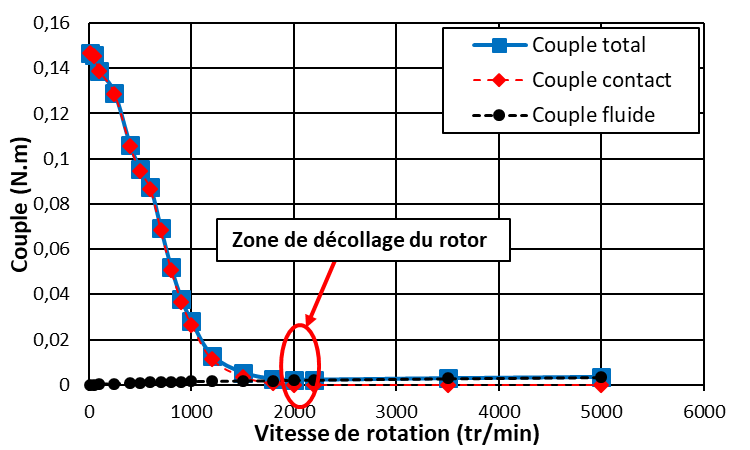 0,16
0,14
0,12
0,1
0,08
0,06
0,04
0,02
0
Couple (N.m)
Couple total
Couple contact
Couple fluide
Zone de décollage du rotor
0 1000 2000 3000 4000 5000 6000
Vitesse de rotation (tr/min)